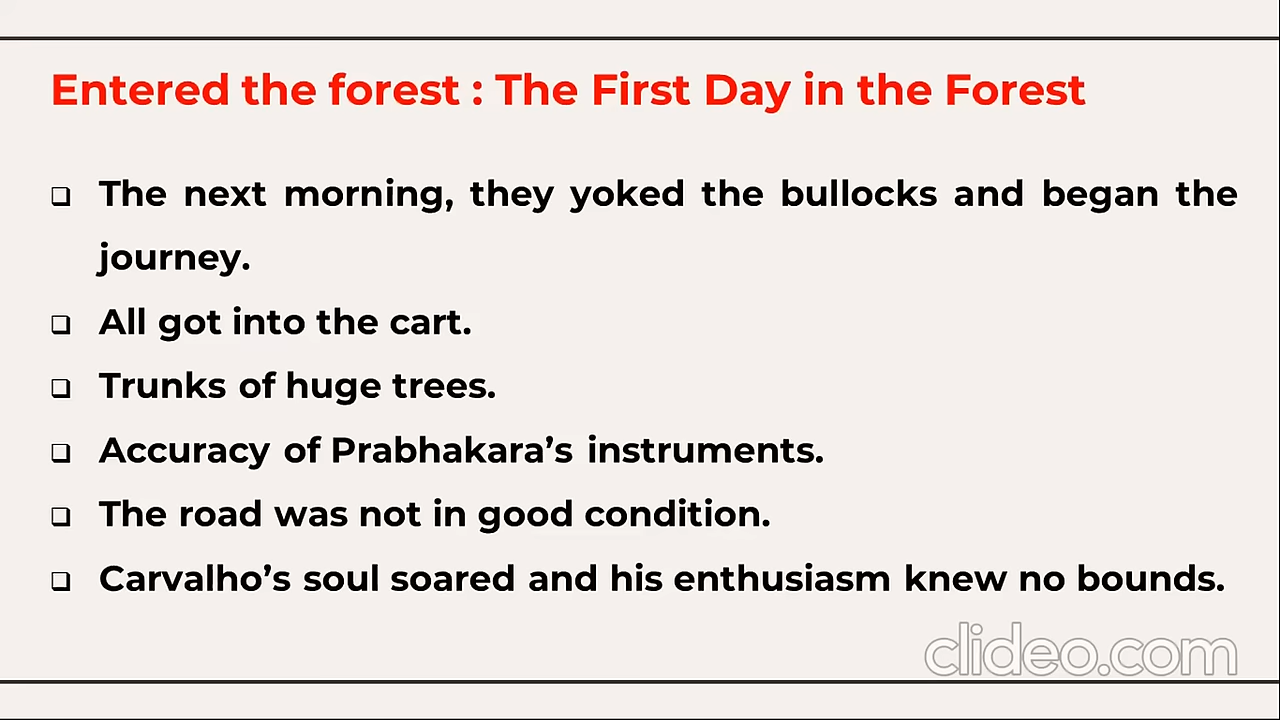 Entered the forest : The First Day in the Forest
❑ The next morning, they yoked the bullocks and began the
journey.
❑ All got into the cart.
❑ Trunks of huge trees.
❑ Accuracy of Prabhakara’s instruments.
❑ The road was not in good condition.
❑ Carvalho’s soul soared and his enthusiasm knew no bounds.
clideo.com